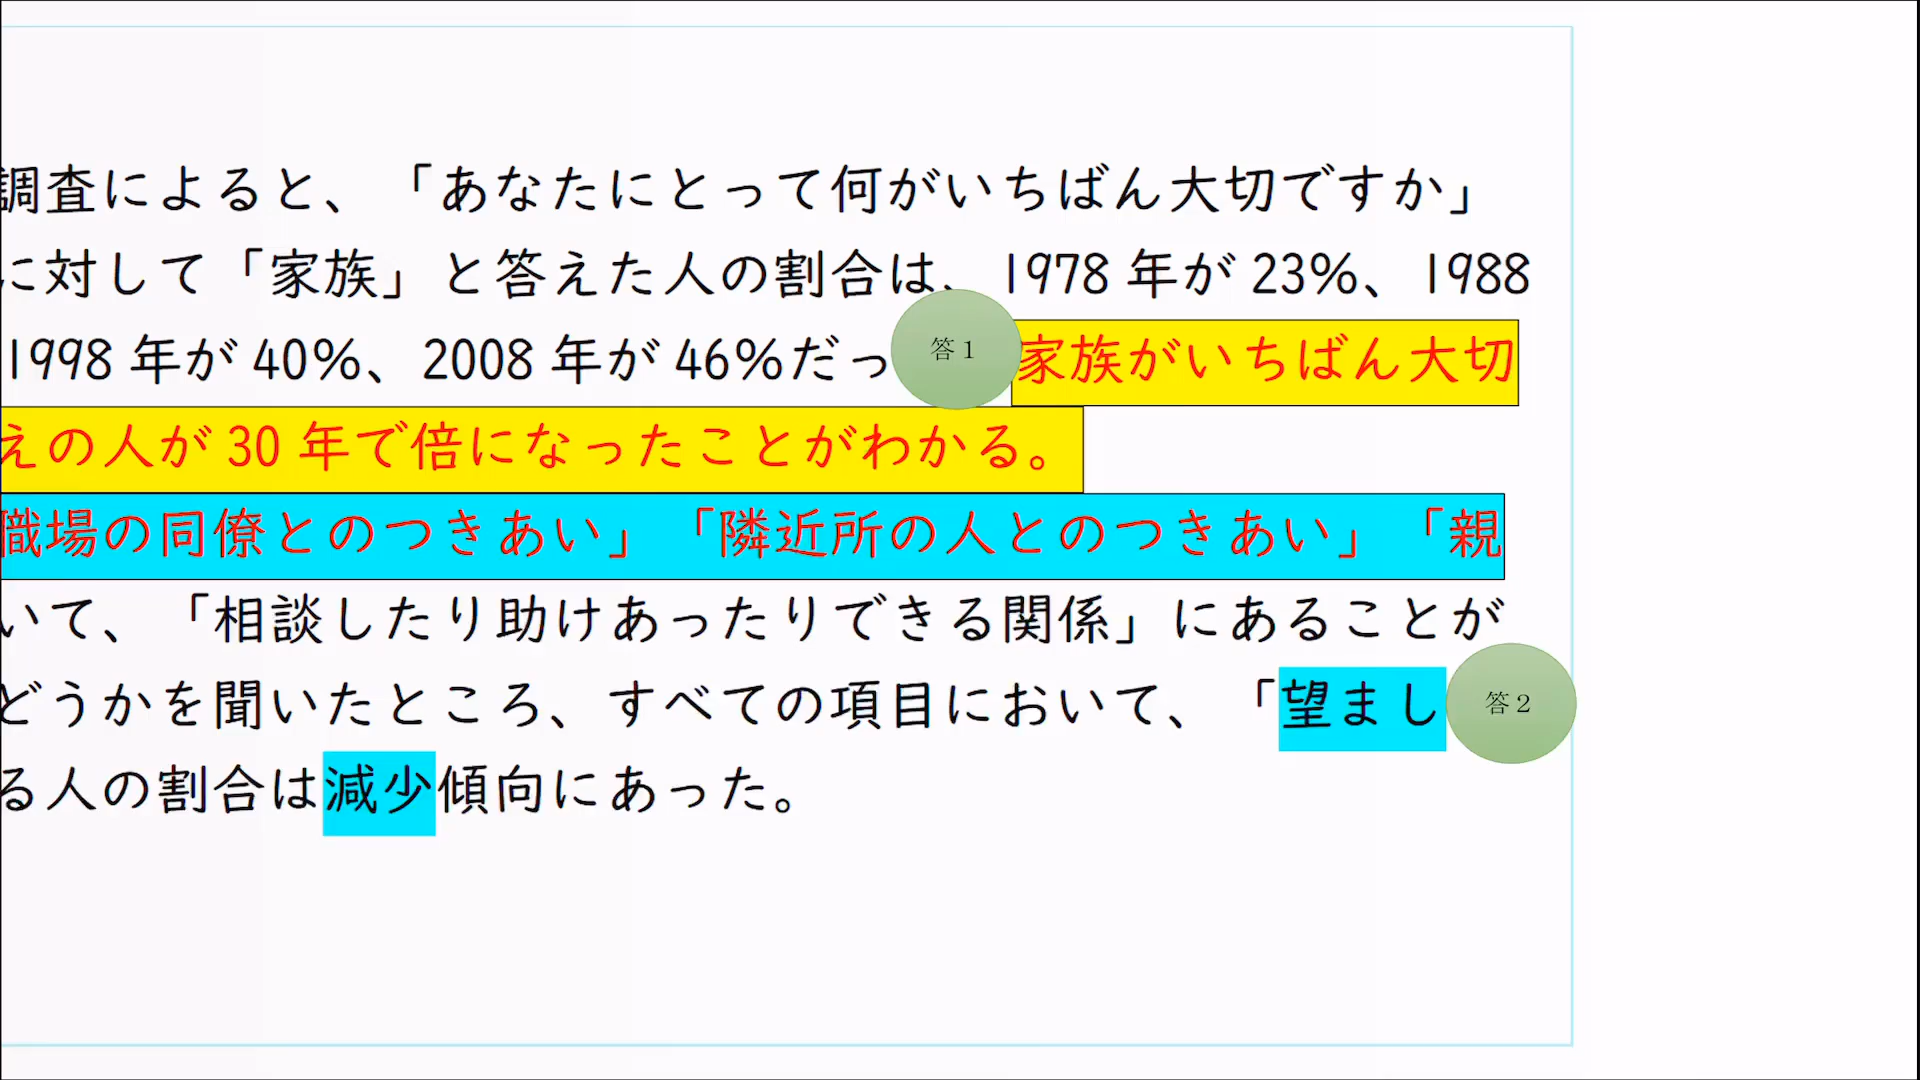 調査によると、「あなたにとって何がいちばん大切ですか」
に対して「家族」と答えた人の割合は、1978年が23%、1988
1998年が40%、2008年が46%だっ 答1 家族がいちばん大切
えの人が30年で倍になったことがわかる。
職場の同僚とのつきあい」「隣近所の人とのつきあい」「親
いて、「相談したり助けあったりできる関係」にあることが
どうかを聞いたところ、すべての項目において、「望まし 答2
る人の割合は減少傾向にあった。